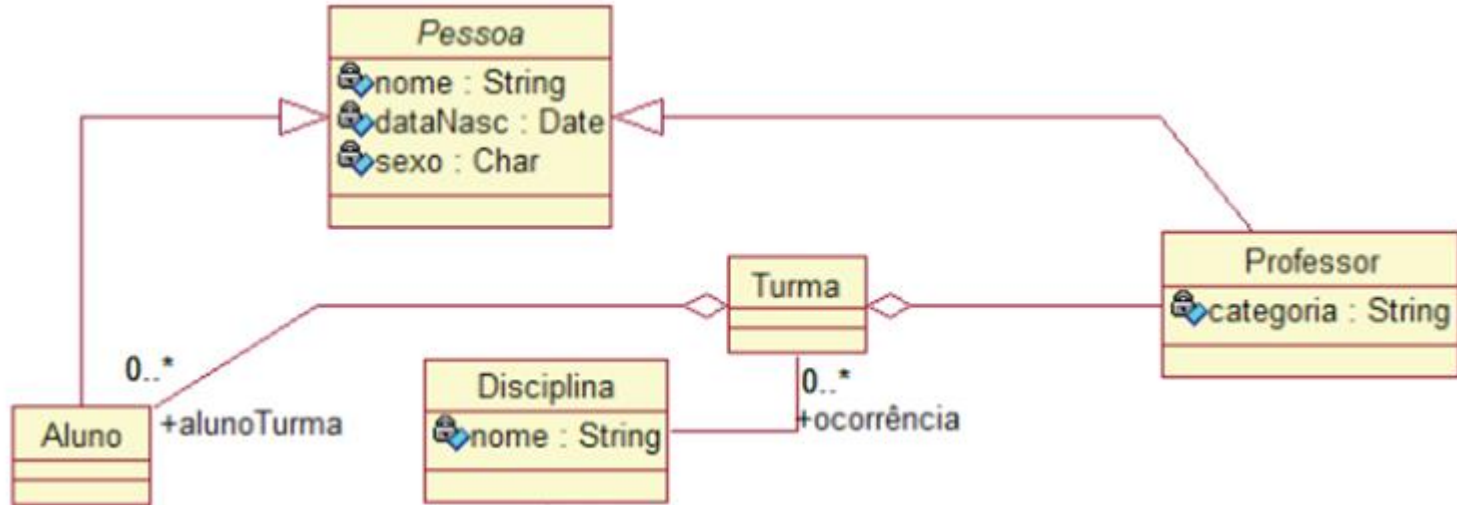 Pessoa
nome : String
dataNasc : Date
sexo : Char
Turma
Professor
categoria : String
0..*
+alunoTurma
Aluno
Disciplina
nome : String
0..*
+ocorrência